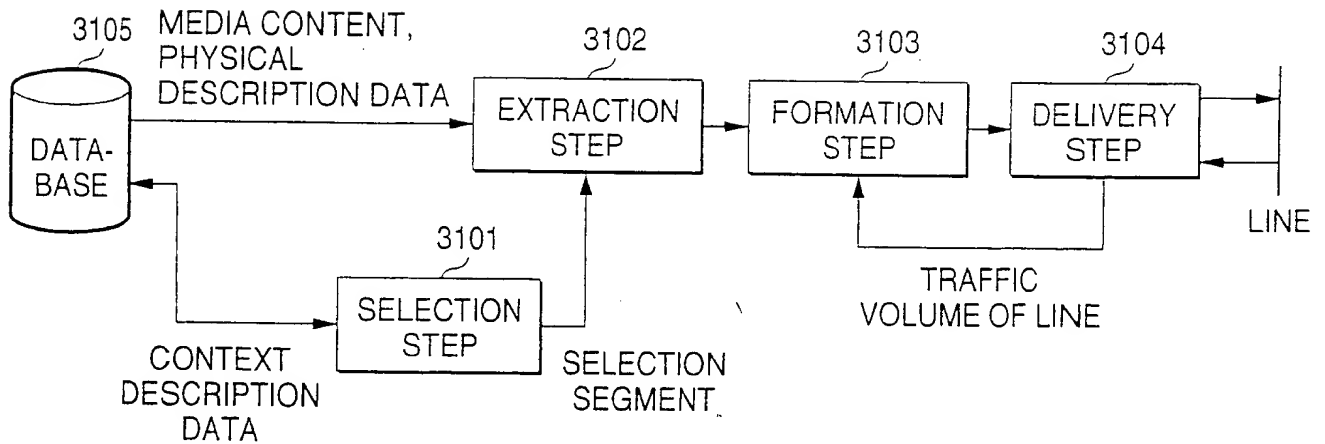 3105
MEDIA CONTENT,
PHYSICAL
DESCRIPTION DATA
3102
3103
3104
DATA-
BASE
EXTRACTION
STEP
FORMATION
STEP
DELIVERY
STEP
LINE
3101
SELECTION
STEP
TRAFFIC
VOLUME OF LINE
CONTEXT
DESCRIPTION
DATA
SELECTION
SEGMENT